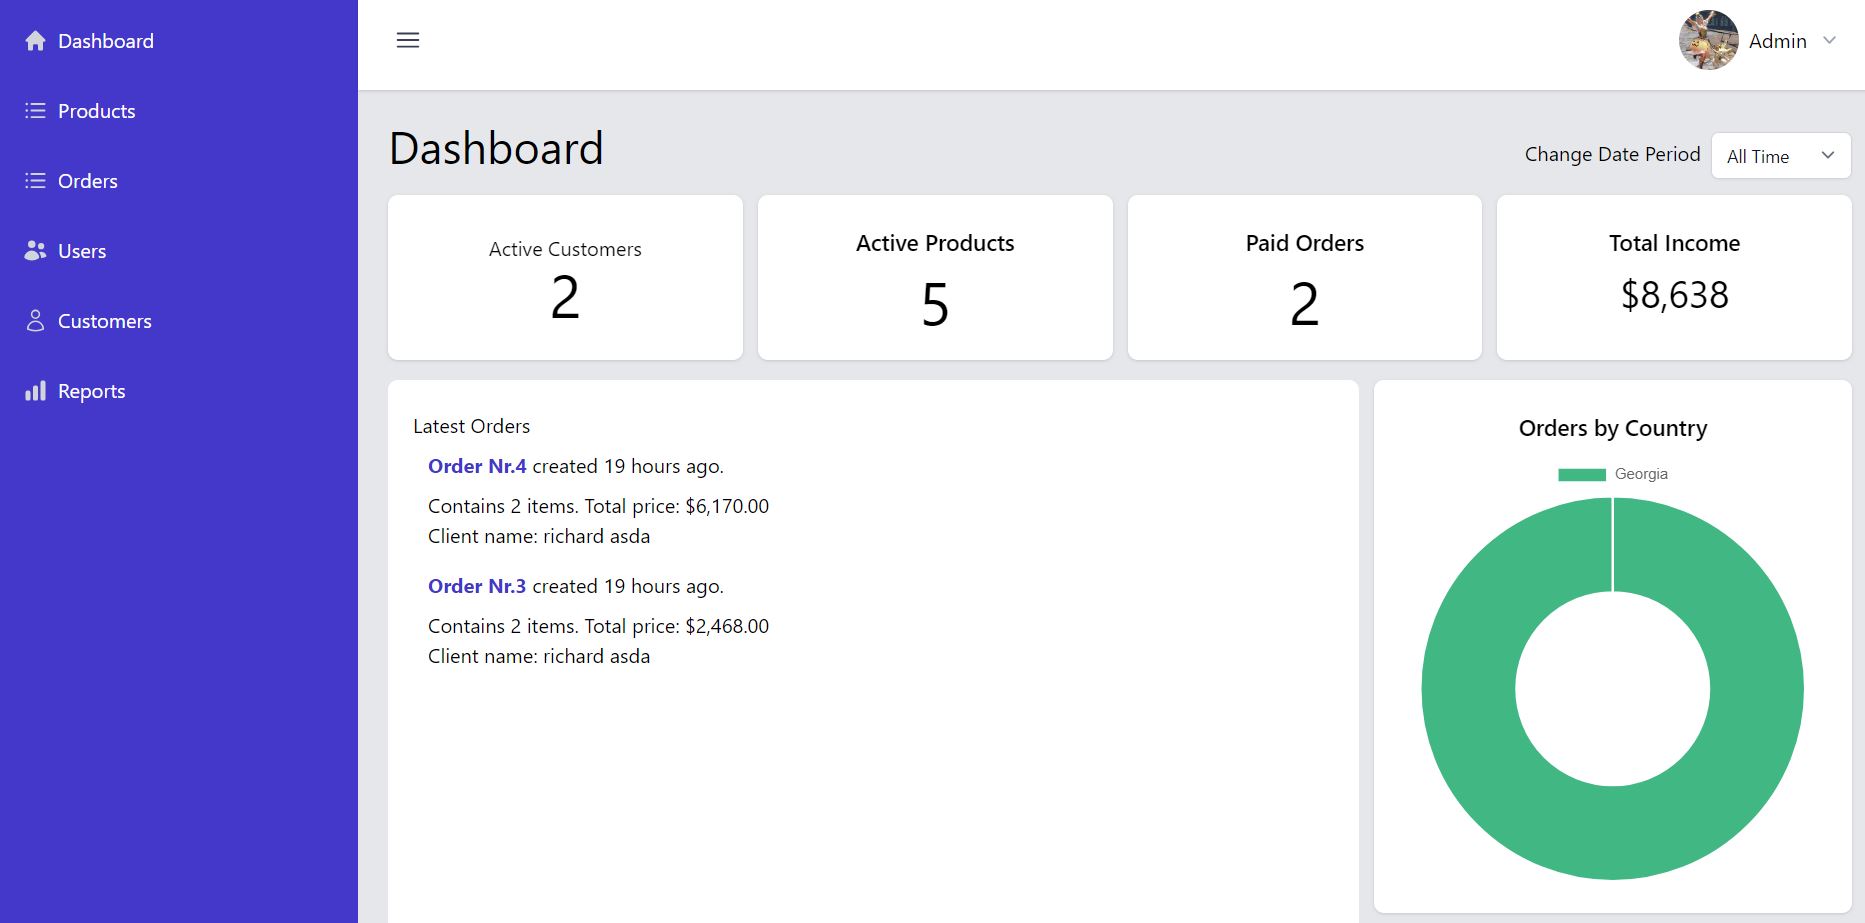 Dashboard
Products
Orders
Users
Customers
Reports
Admin
Dashboard
Change Date Period
All Time
Active Customers
2
Active Products
5
Paid Orders
2
Total Income
$8,638
Latest Orders
Order Nr.4 created 19 hours ago.
Contains 2 items. Total price: $6,170.00
Client name: richard asda
Order Nr.3 created 19 hours ago.
Contains 2 items. Total price: $2,468.00
Client name: richard asda
Orders by Country
Georgia